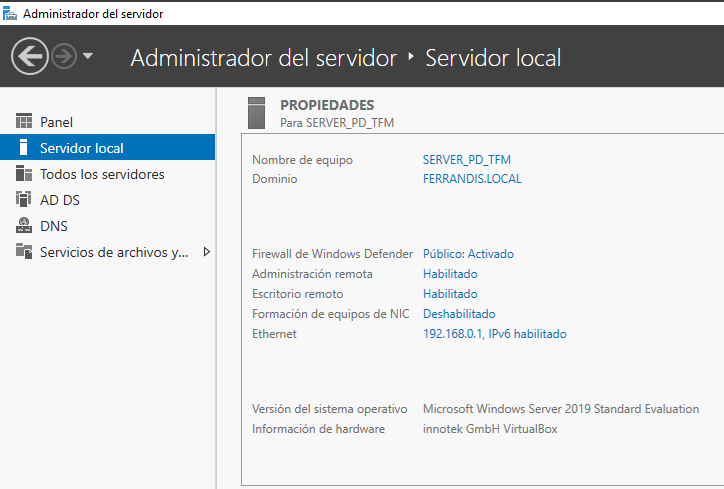 Administrador del servidor
Administrador del servidor ‣ Servidor local
Panel
Servidor local
Todos los servidores
AD DS
DNS
Servicios de archivos y...
PROPIEDADES
Para SERVER_PD_TFM
Nombre de equipo SERVER_PD_TFM
Dominio FERRANDIS.LOCAL
Firewall de Windows Defender Público: Activado
Administración remota Habilitado
Escritorio remoto Habilitado
Formación de equipos de NIC Deshabilitado
Ethernet 192.168.0.1, IPv6 habilitado
Versión del sistema operativo Microsoft Windows Server 2019 Standard Evaluation
Información de hardware innotek GmbH VirtualBox